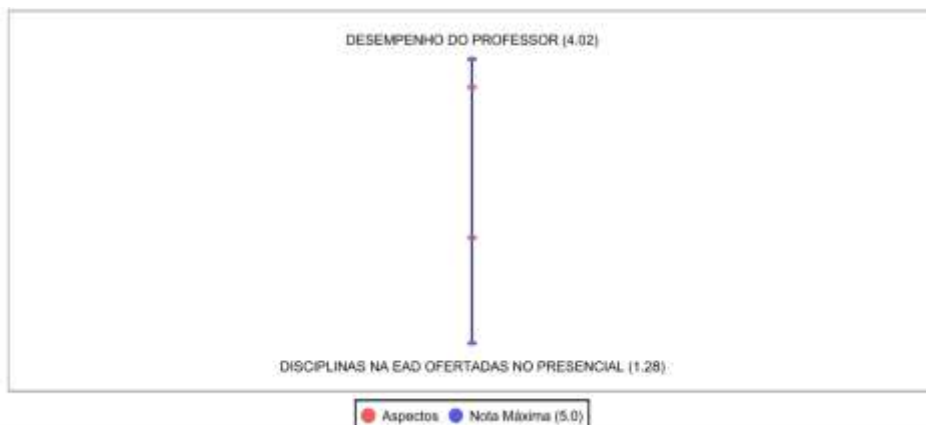 DESEMPENHO DO PROFESSOR (4.02)
DISCIPLINAS NA EAD OFERTADAS NO PRESENCIAL (1.28)
Aspectos Nota Máxima (5.0)